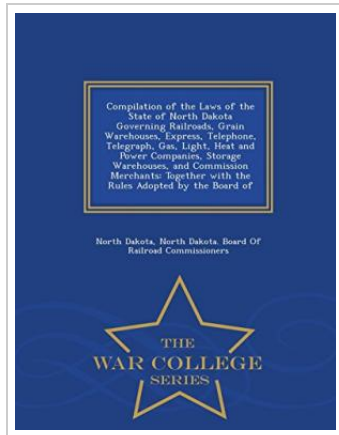 Compilation of the Laws of the
State of North Dakota
Governing Railroads, Grain
Warehouses, Express, Telephone,
Telegraph, Gas, Light, Heat and
Power Companies, Storage
Warehouses, and Commission
Merchants: Together with the
Rules Adopted by the Board of
North Dakota, North Dakota. Board Of
Railroad Commissioners
THE
WAR COLLEGE
SERIES